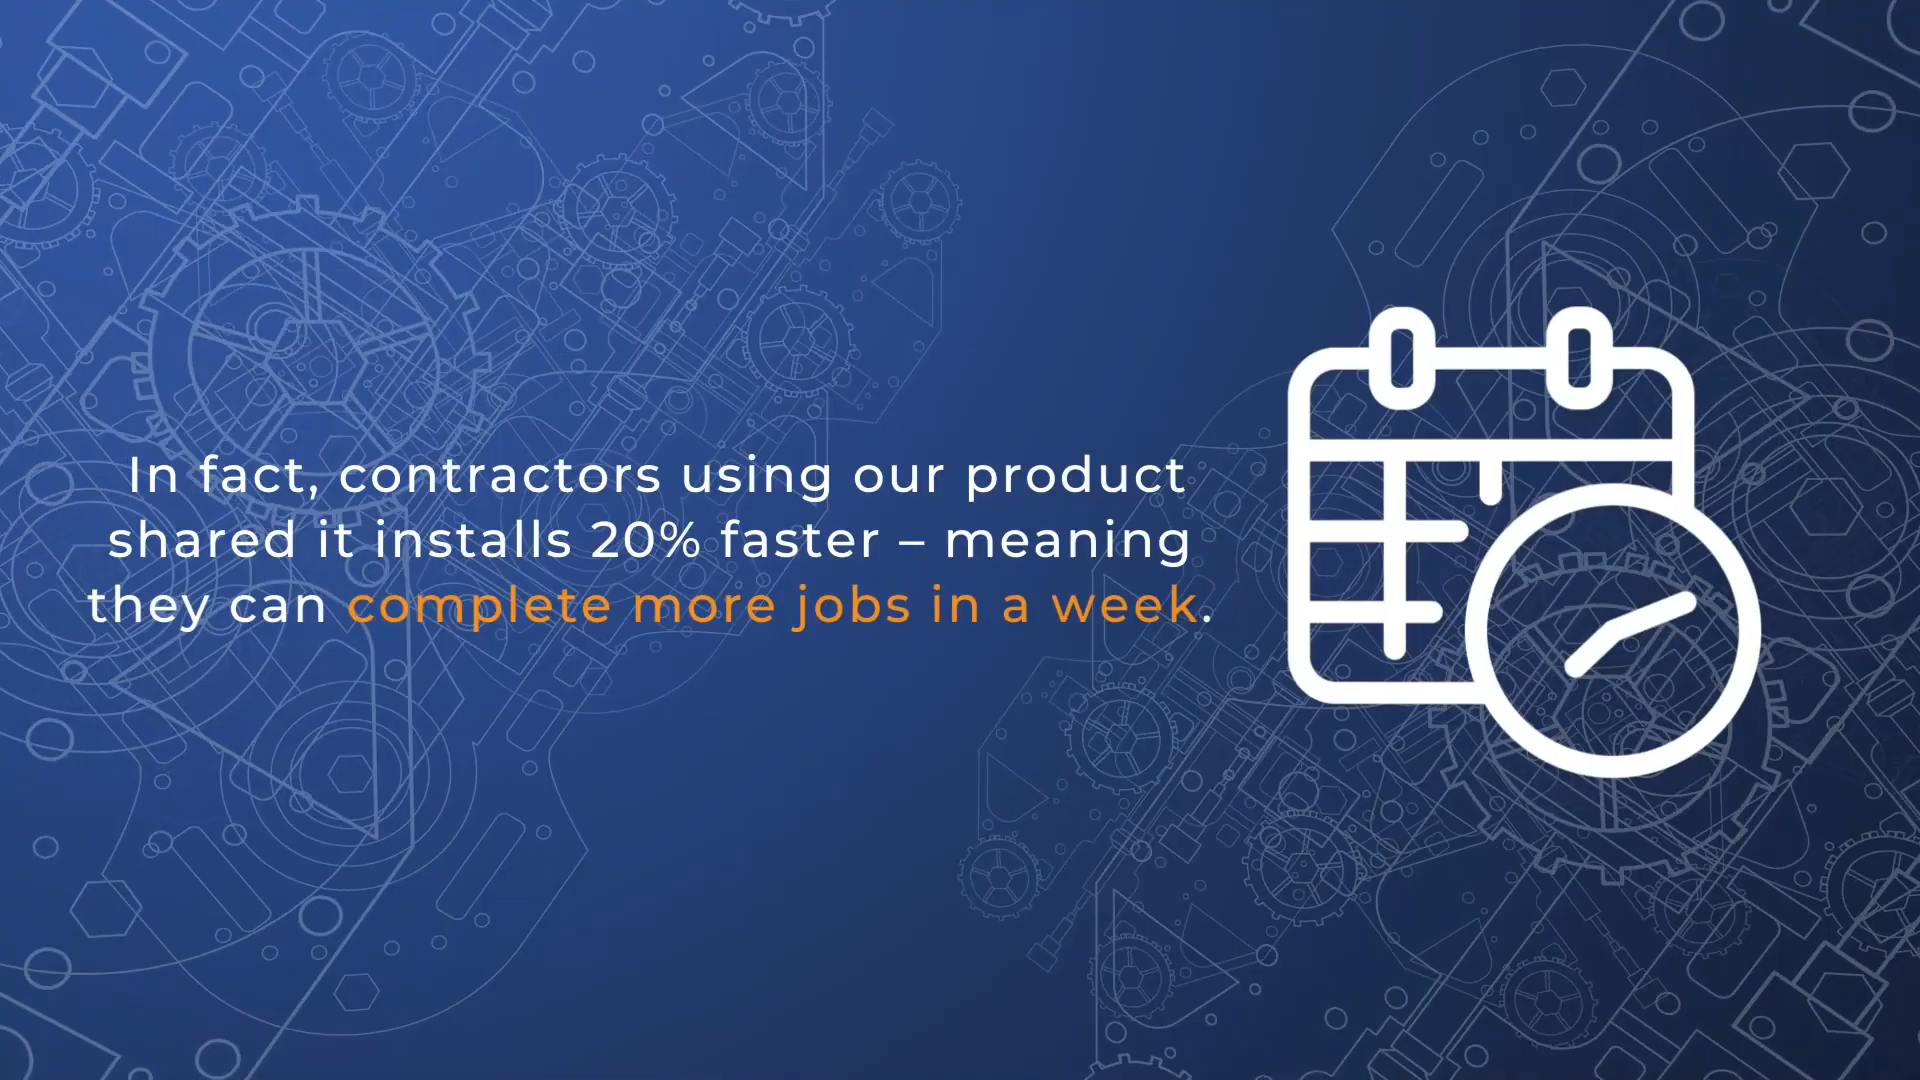 In fact, contractors using our product
shared it installs 20% faster – meaning
they can complete more jobs in a week.